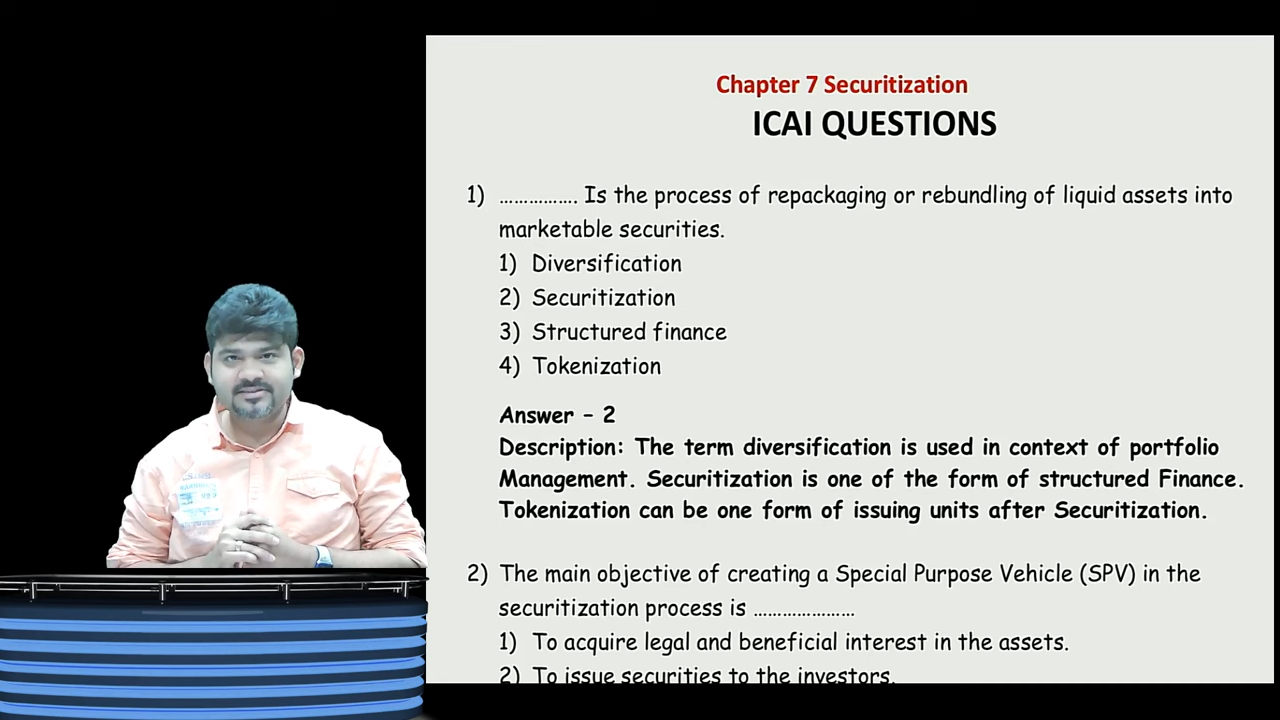 Chapter 7 Securitization
ICAI QUESTIONS
1) ……………. Is the process of repackaging or rebundling of liquid assets into
marketable securities.
1) Diversification
2) Securitization
3) Structured finance
4) Tokenization
Answer – 2
Description: The term diversification is used in context of portfolio
Management. Securitization is one of the form of structured Finance.
Tokenization can be one form of issuing units after Securitization.
2) The main objective of creating a Special Purpose Vehicle (SPV) in the
securitization process is …………………
1) To acquire legal and beneficial interest in the assets.
2) To issue securities to the investors.